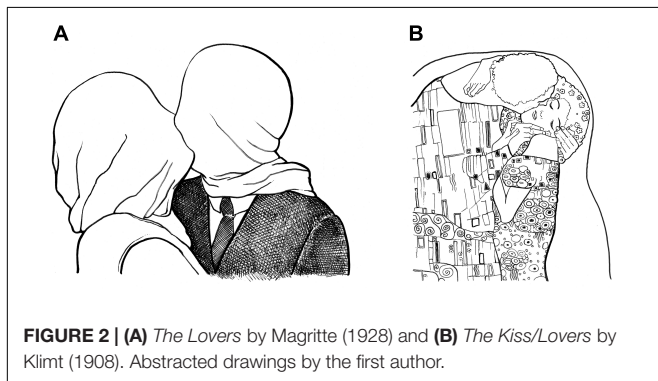 A
B
FIGURE 2 | (A) The Lovers by Magritte (1928) and (B) The Kiss/Lovers by
Klimt (1908). Abstracted drawings by the first author.